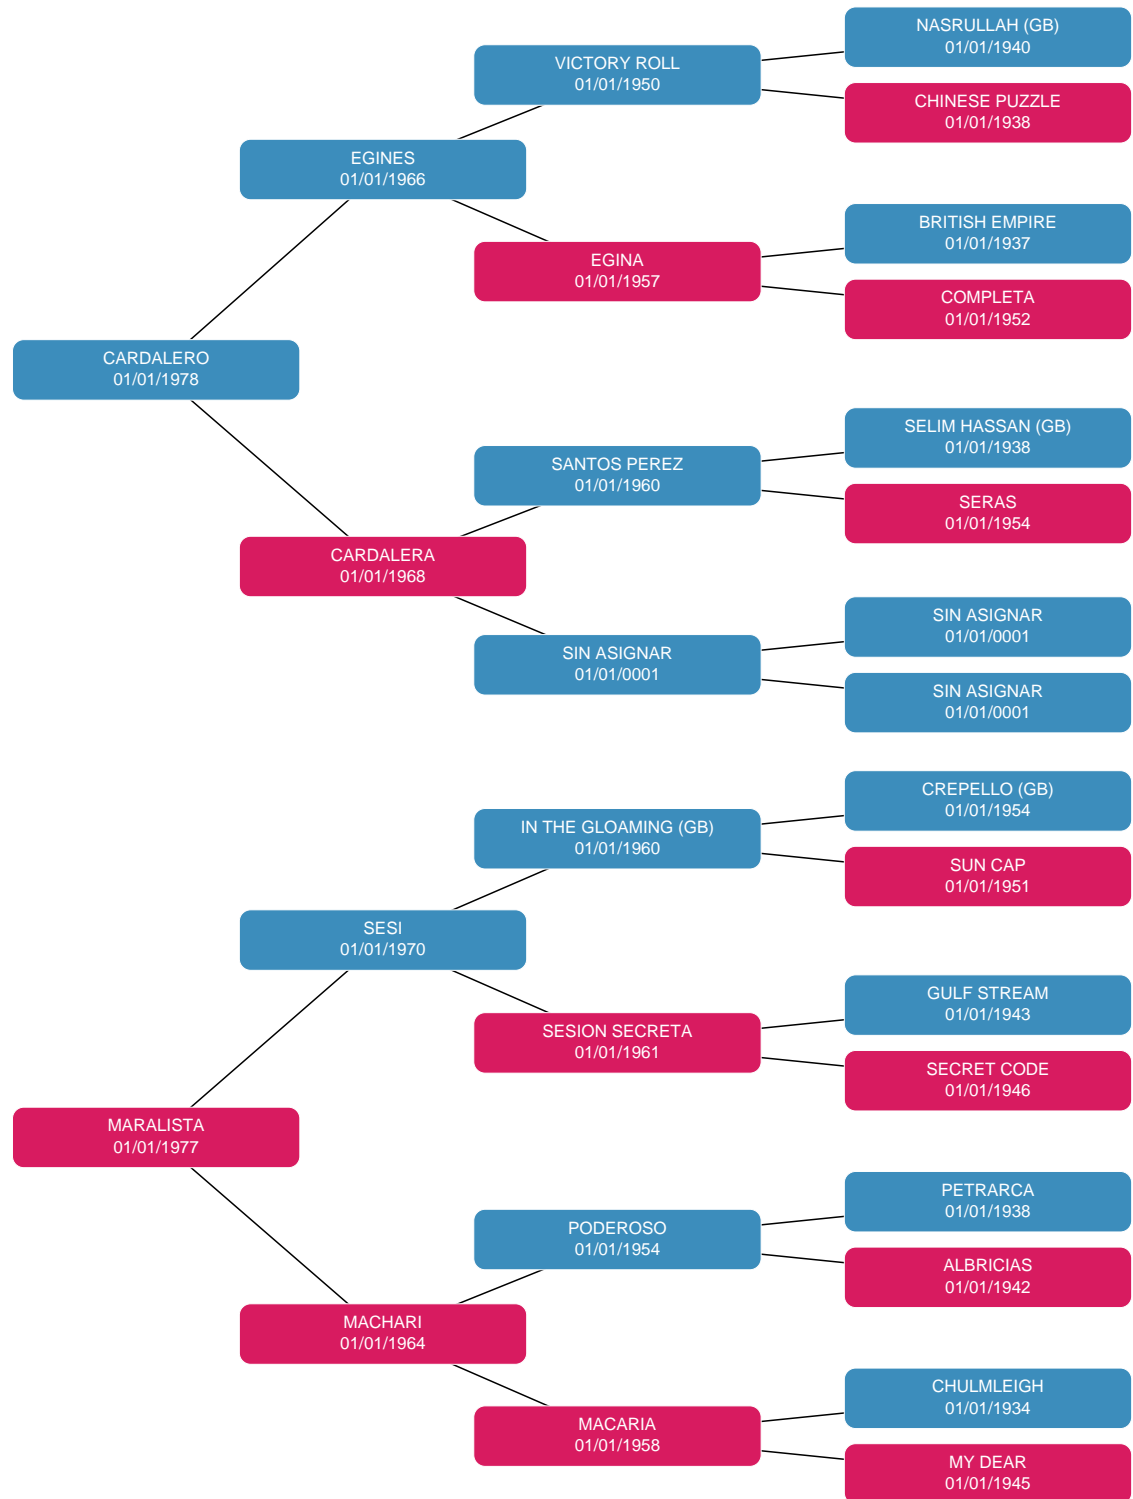 NASRULLAH (GB)
01/01/1940
VICTORY ROLL
01/01/1950
CHINESE PUZZLE
01/01/1938
EGINES
01/01/1966
BRITISH EMPIRE
01/01/1937
EGINA
01/01/1957
COMPLETA
01/01/1952
CARDALERO
01/01/1978
SELIM HASSAN (GB)
01/01/1938
SANTOS PEREZ
01/01/1960
SERAS
01/01/1954
CARDALERA
01/01/1968
SIN ASIGNAR
01/01/0001
SIN ASIGNAR
01/01/0001
SIN ASIGNAR
01/01/0001
CREPELLO (GB)
01/01/1954
IN THE GLOAMING (GB)
01/01/1960
SUN CAP
01/01/1951
SESI
01/01/1970
GULF STREAM
01/01/1943
SESION SECRETA
01/01/1961
SECRET CODE
01/01/1946
MARALISTA
01/01/1977
PETRARCA
01/01/1938
PODEROSO
01/01/1954
ALBRICIAS
01/01/1942
MACHARI
01/01/1964
CHULMLEIGH
01/01/1934
MACARIA
01/01/1958
MY DEAR
01/01/1945